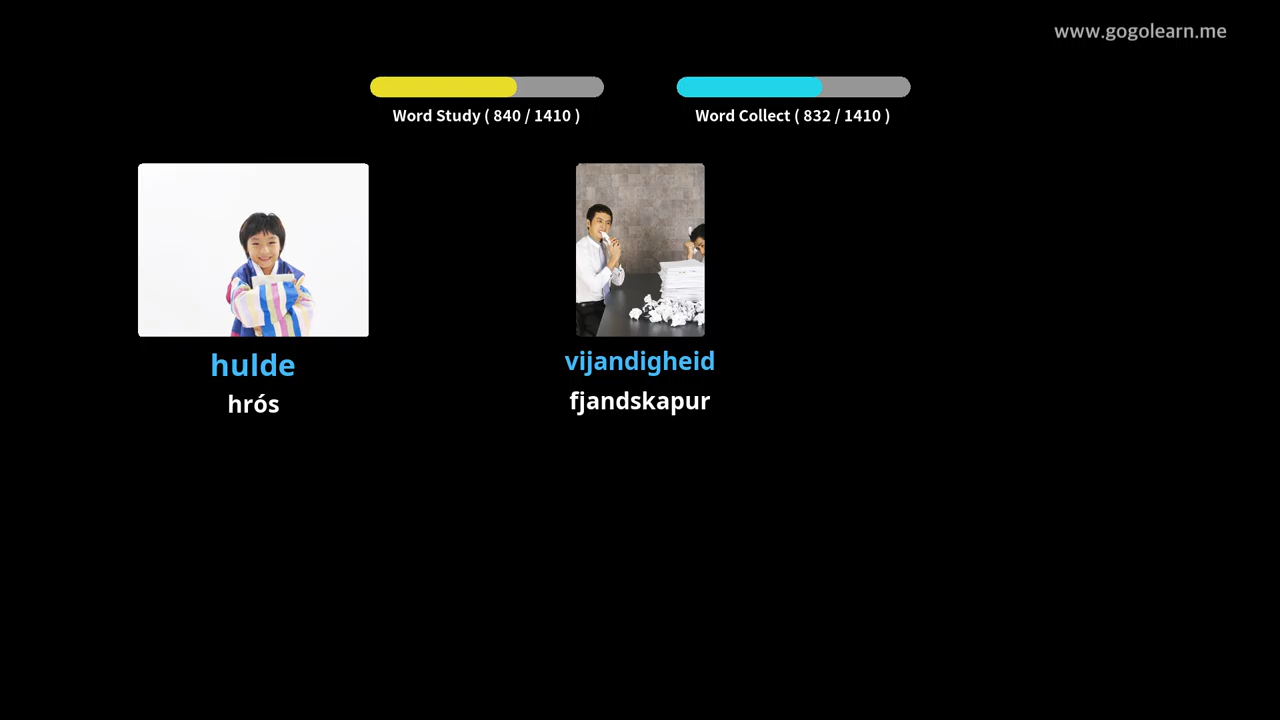 www.gogolearn.me
Word Study ( 840 / 1410 )
Word Collect ( 832 / 1410 )
hulde
hrós
vijandigheid
fjandskapur